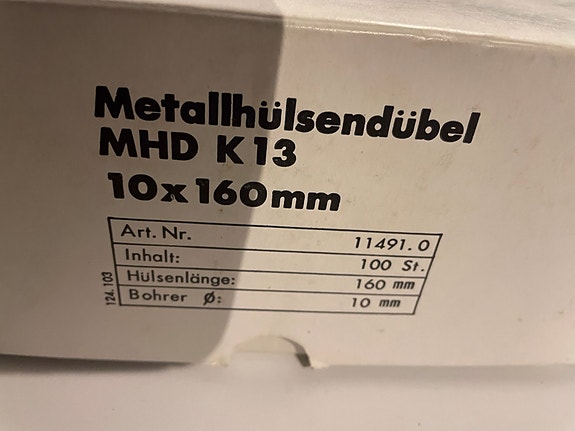 Metallhülsendübel
MHD K13
10x160mm
Art. Nr. 11491.0
Inhalt: 100 St.
Hülsenlänge: 160 mm
Bohrer Ø: 10 mm
124.103